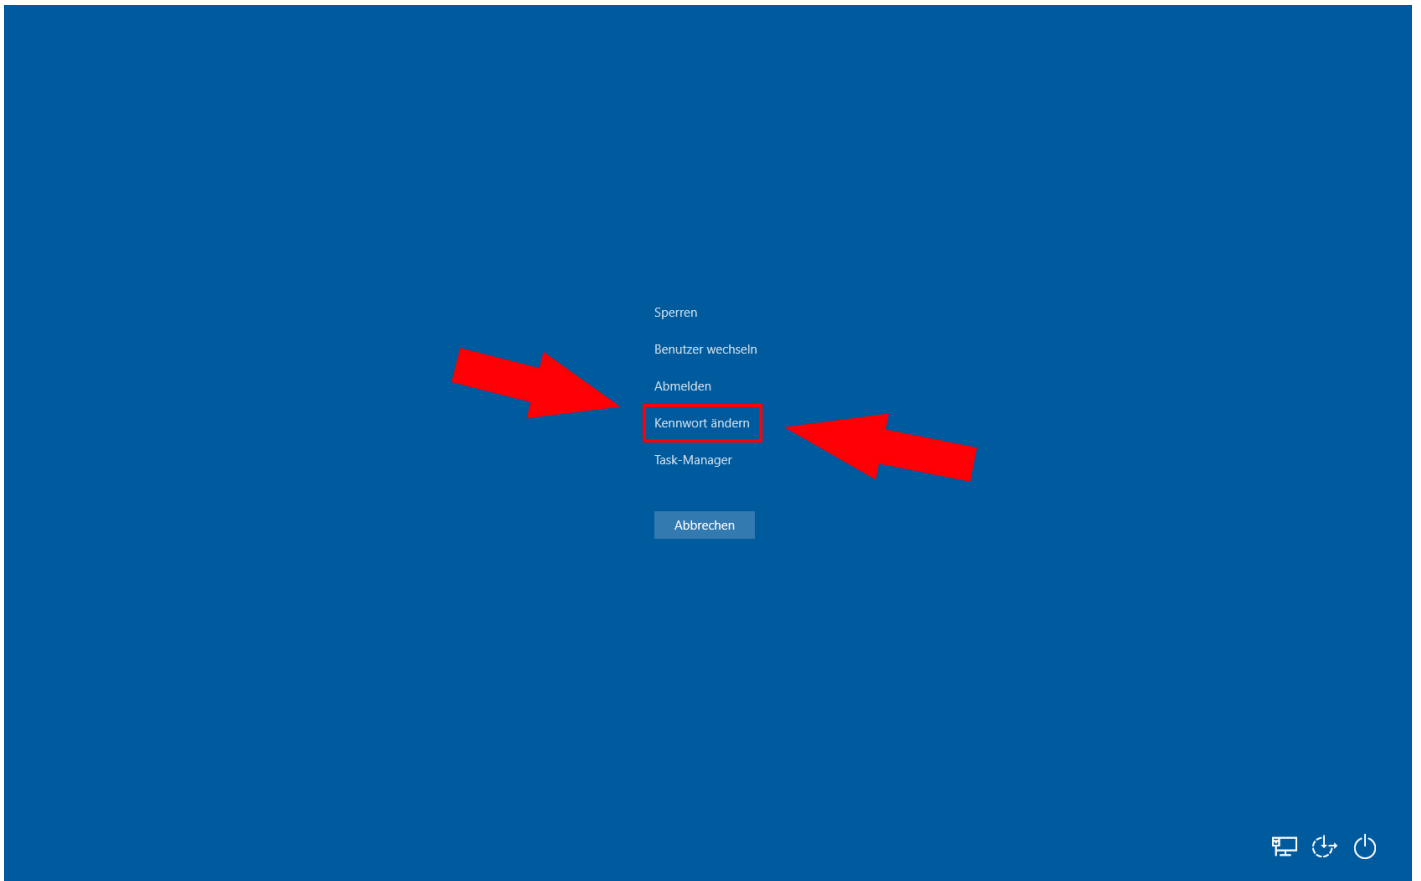 Sperren
Benutzer wechseln
Abmelden
Kennwort ändern
Task-Manager
Abbrechen